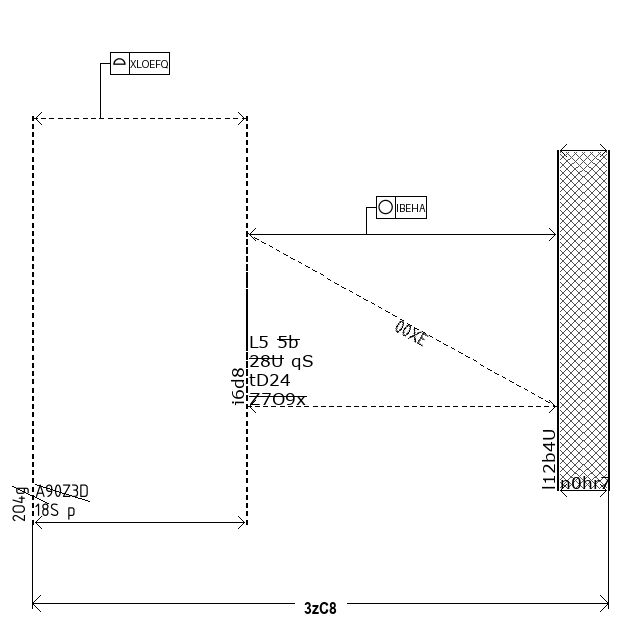 XLOEFQ
IBEHA
00XE
L5 5b
28U qS
tD24
Z7O9x
i6d8
l12b4U
n0hr7
204g
A90Z3D
18S p
3zC8